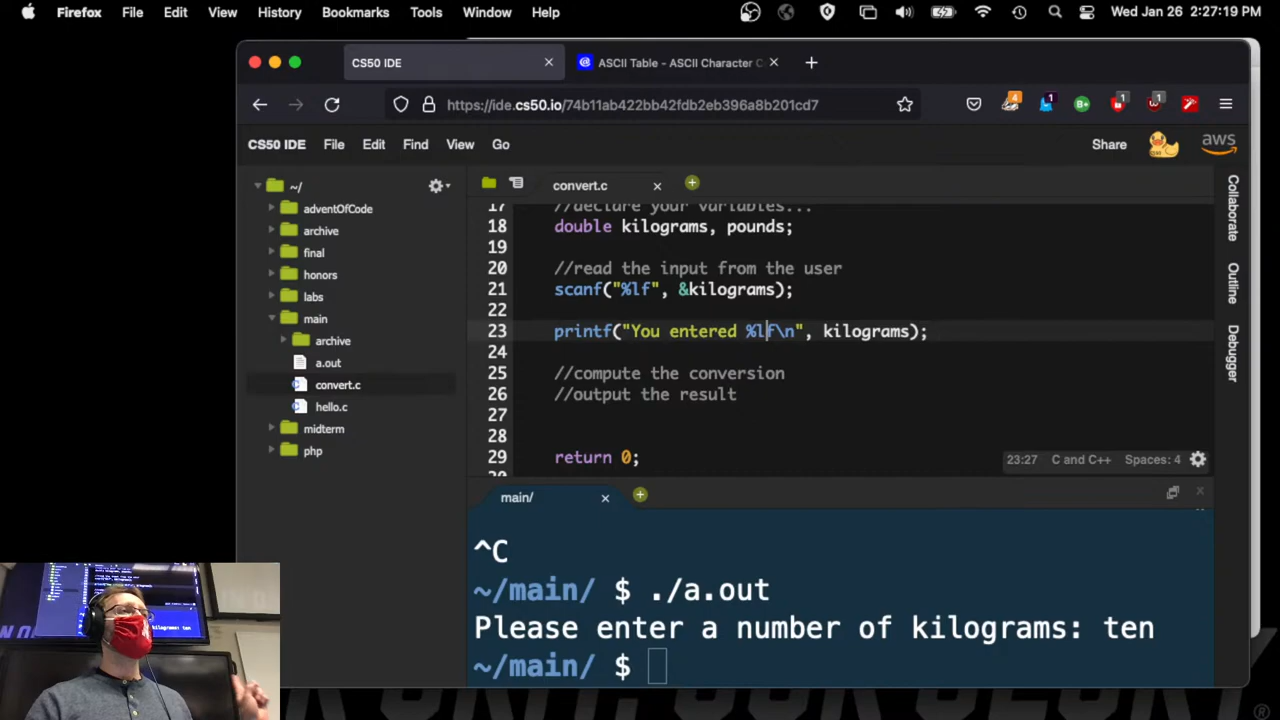 Firefox File Edit View History Bookmarks Tools Window Help Wed Jan 26 2:27:19 PM
CS50 IDE
ASCII Table - ASCII Character C
https://ide.cs50.io/74b11ab422bb42fdb2eb396a8b201cd7
4 1 B+ 1 1
CS50 IDE File Edit Find View Go Share aws
~/
adventOfCode
archive
final
honors
labs
main
archive
a.out
convert.c
hello.c
midterm
php
convert.c
17 //declare your variables...
18 double kilograms, pounds;
19
20 //read the input from the user
21 scanf("%lf", &kilograms);
22
23 printf("You entered %lf\n", kilograms);
24
25 //compute the conversion
26 //output the result
27
28
29 return 0;
23:27 C and C++ Spaces: 4
Collaborate
Outline
Debugger
main/
^C
~/main/ $ ./a.out
Please enter a number of kilograms: ten
~/main/ $